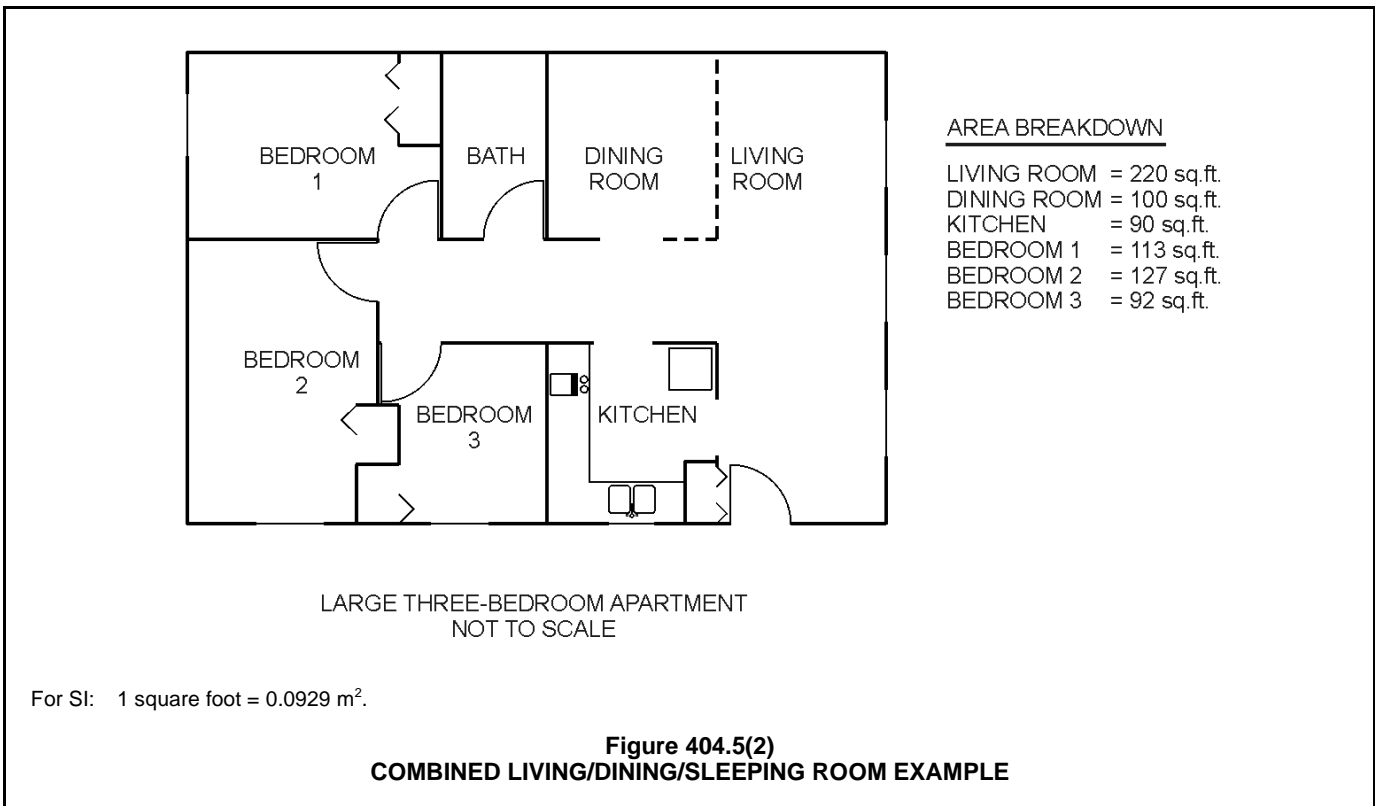 BEDROOM
1
BATH
DINING
ROOM
LIVING
ROOM
AREA BREAKDOWN
LIVING ROOM = 220 sq.ft.
DINING ROOM = 100 sq.ft.
KITCHEN = 90 sq.ft.
BEDROOM 1 = 113 sq.ft.
BEDROOM 2 = 127 sq.ft.
BEDROOM 3 = 92 sq.ft.
BEDROOM
2
BEDROOM
3
KITCHEN
LARGE THREE-BEDROOM APARTMENT
NOT TO SCALE
For SI: 1 square foot = 0.0929 m².
Figure 404.5(2)
COMBINED LIVING/DINING/SLEEPING ROOM EXAMPLE